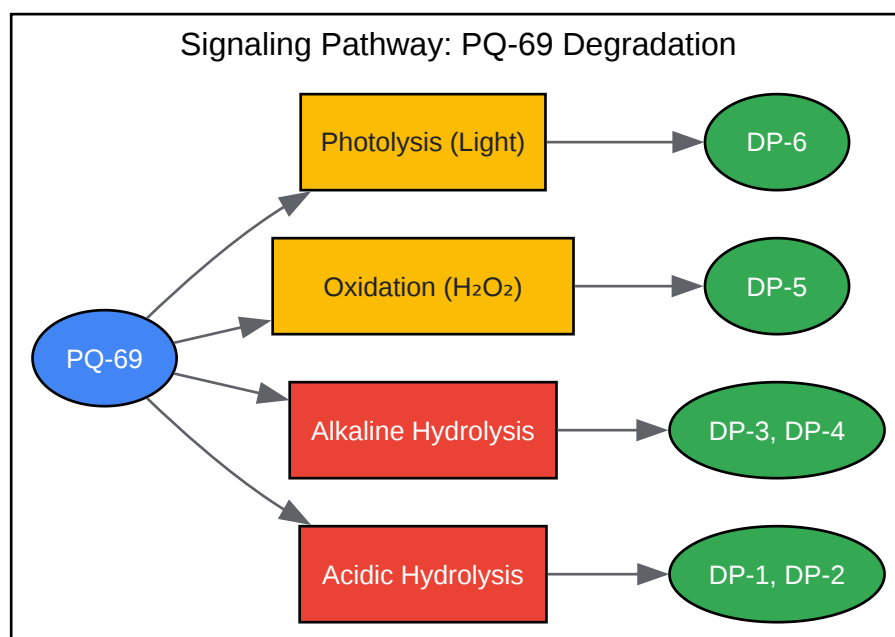 Signaling Pathway: PQ-69 Degradation
Photolysis (Light)
DP-6
Oxidation (H₂O₂)
DP-5
PQ-69
Alkaline Hydrolysis
DP-3, DP-4
Acidic Hydrolysis
DP-1, DP-2